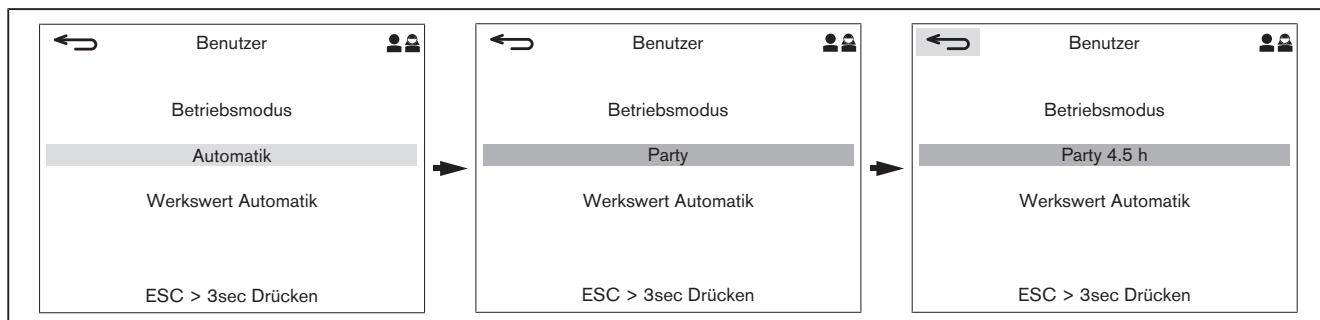 Benutzer
Betriebsmodus
Automatik
Werkswert Automatik
ESC > 3sec Drücken
Benutzer
Betriebsmodus
Party
Werkswert Automatik
ESC > 3sec Drücken
Benutzer
Betriebsmodus
Party 4.5 h
Werkswert Automatik
ESC > 3sec Drücken